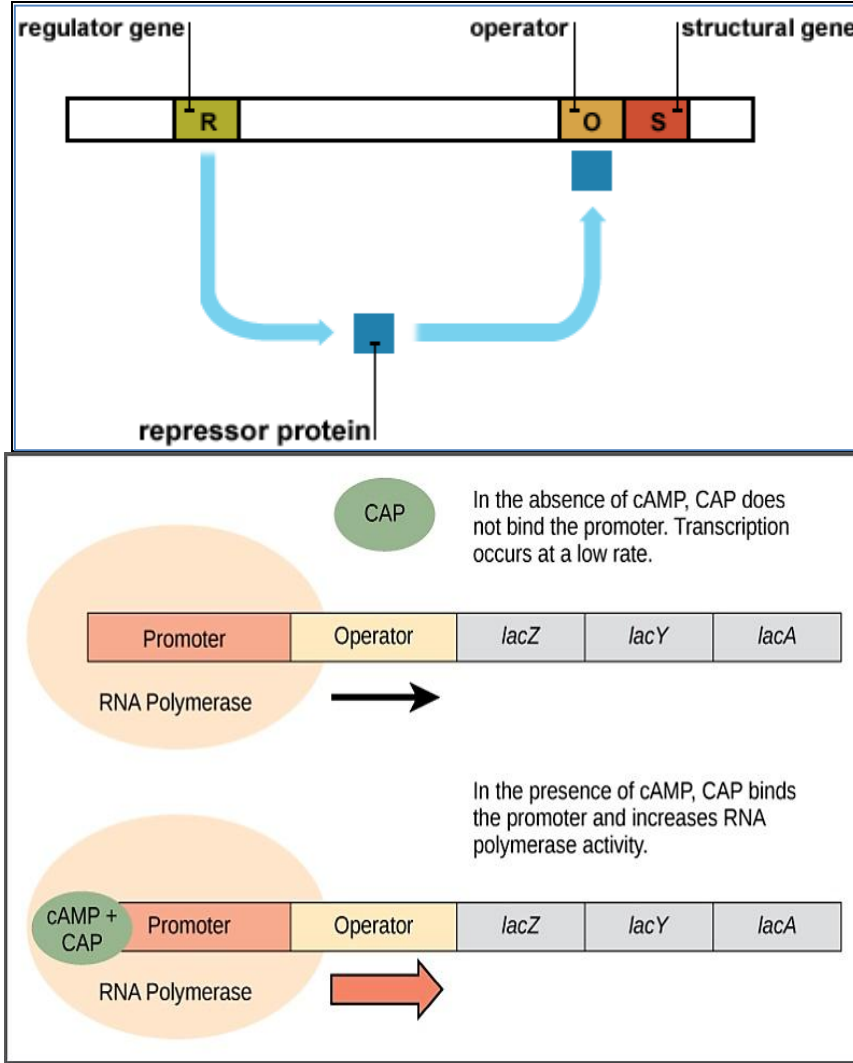 regulator gene
operator
structural gene
R
O
S
repressor protein
CAP
In the absence of cAMP, CAP does
not bind the promoter. Transcription
occurs at a low rate.
Promoter
Operator
lacZ
lacY
lacA
RNA Polymerase
In the presence of cAMP, CAP binds
the promoter and increases RNA
polymerase activity.
cAMP +
CAP
Promoter
Operator
lacZ
lacY
lacA
RNA Polymerase